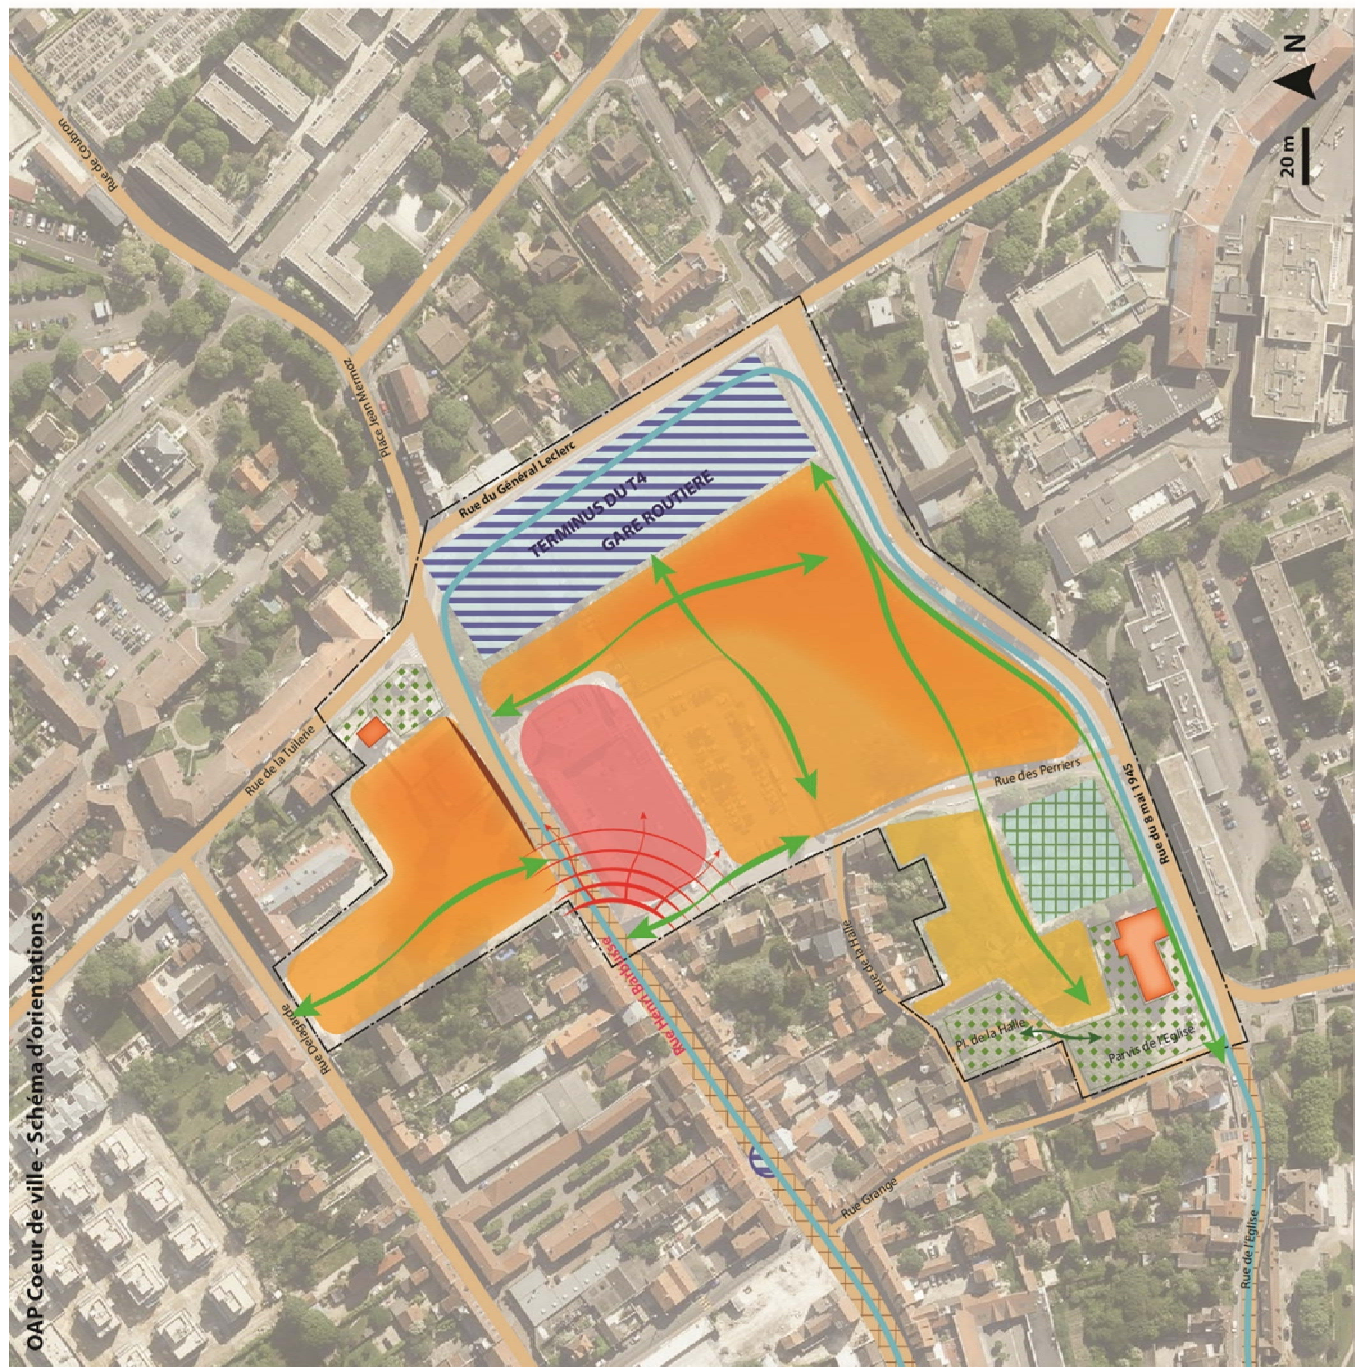 OAP Coeur de ville - Schéma d'orientations
N
20 m
Rue de Coubron
Place Jean Mermoz
Rue du Général Leclerc
TERMINUS DU T4
GARE ROUTIERE
Rue de la Tuilerie
Rue Delagarde
Rue Henri Barbusse
Rue des Perriers
Rue du 8 mai 1945
Rue de la Halle
Pl. de la Halle
Parvis de l'Eglise
Rue Grange
Rue de l'Eglise